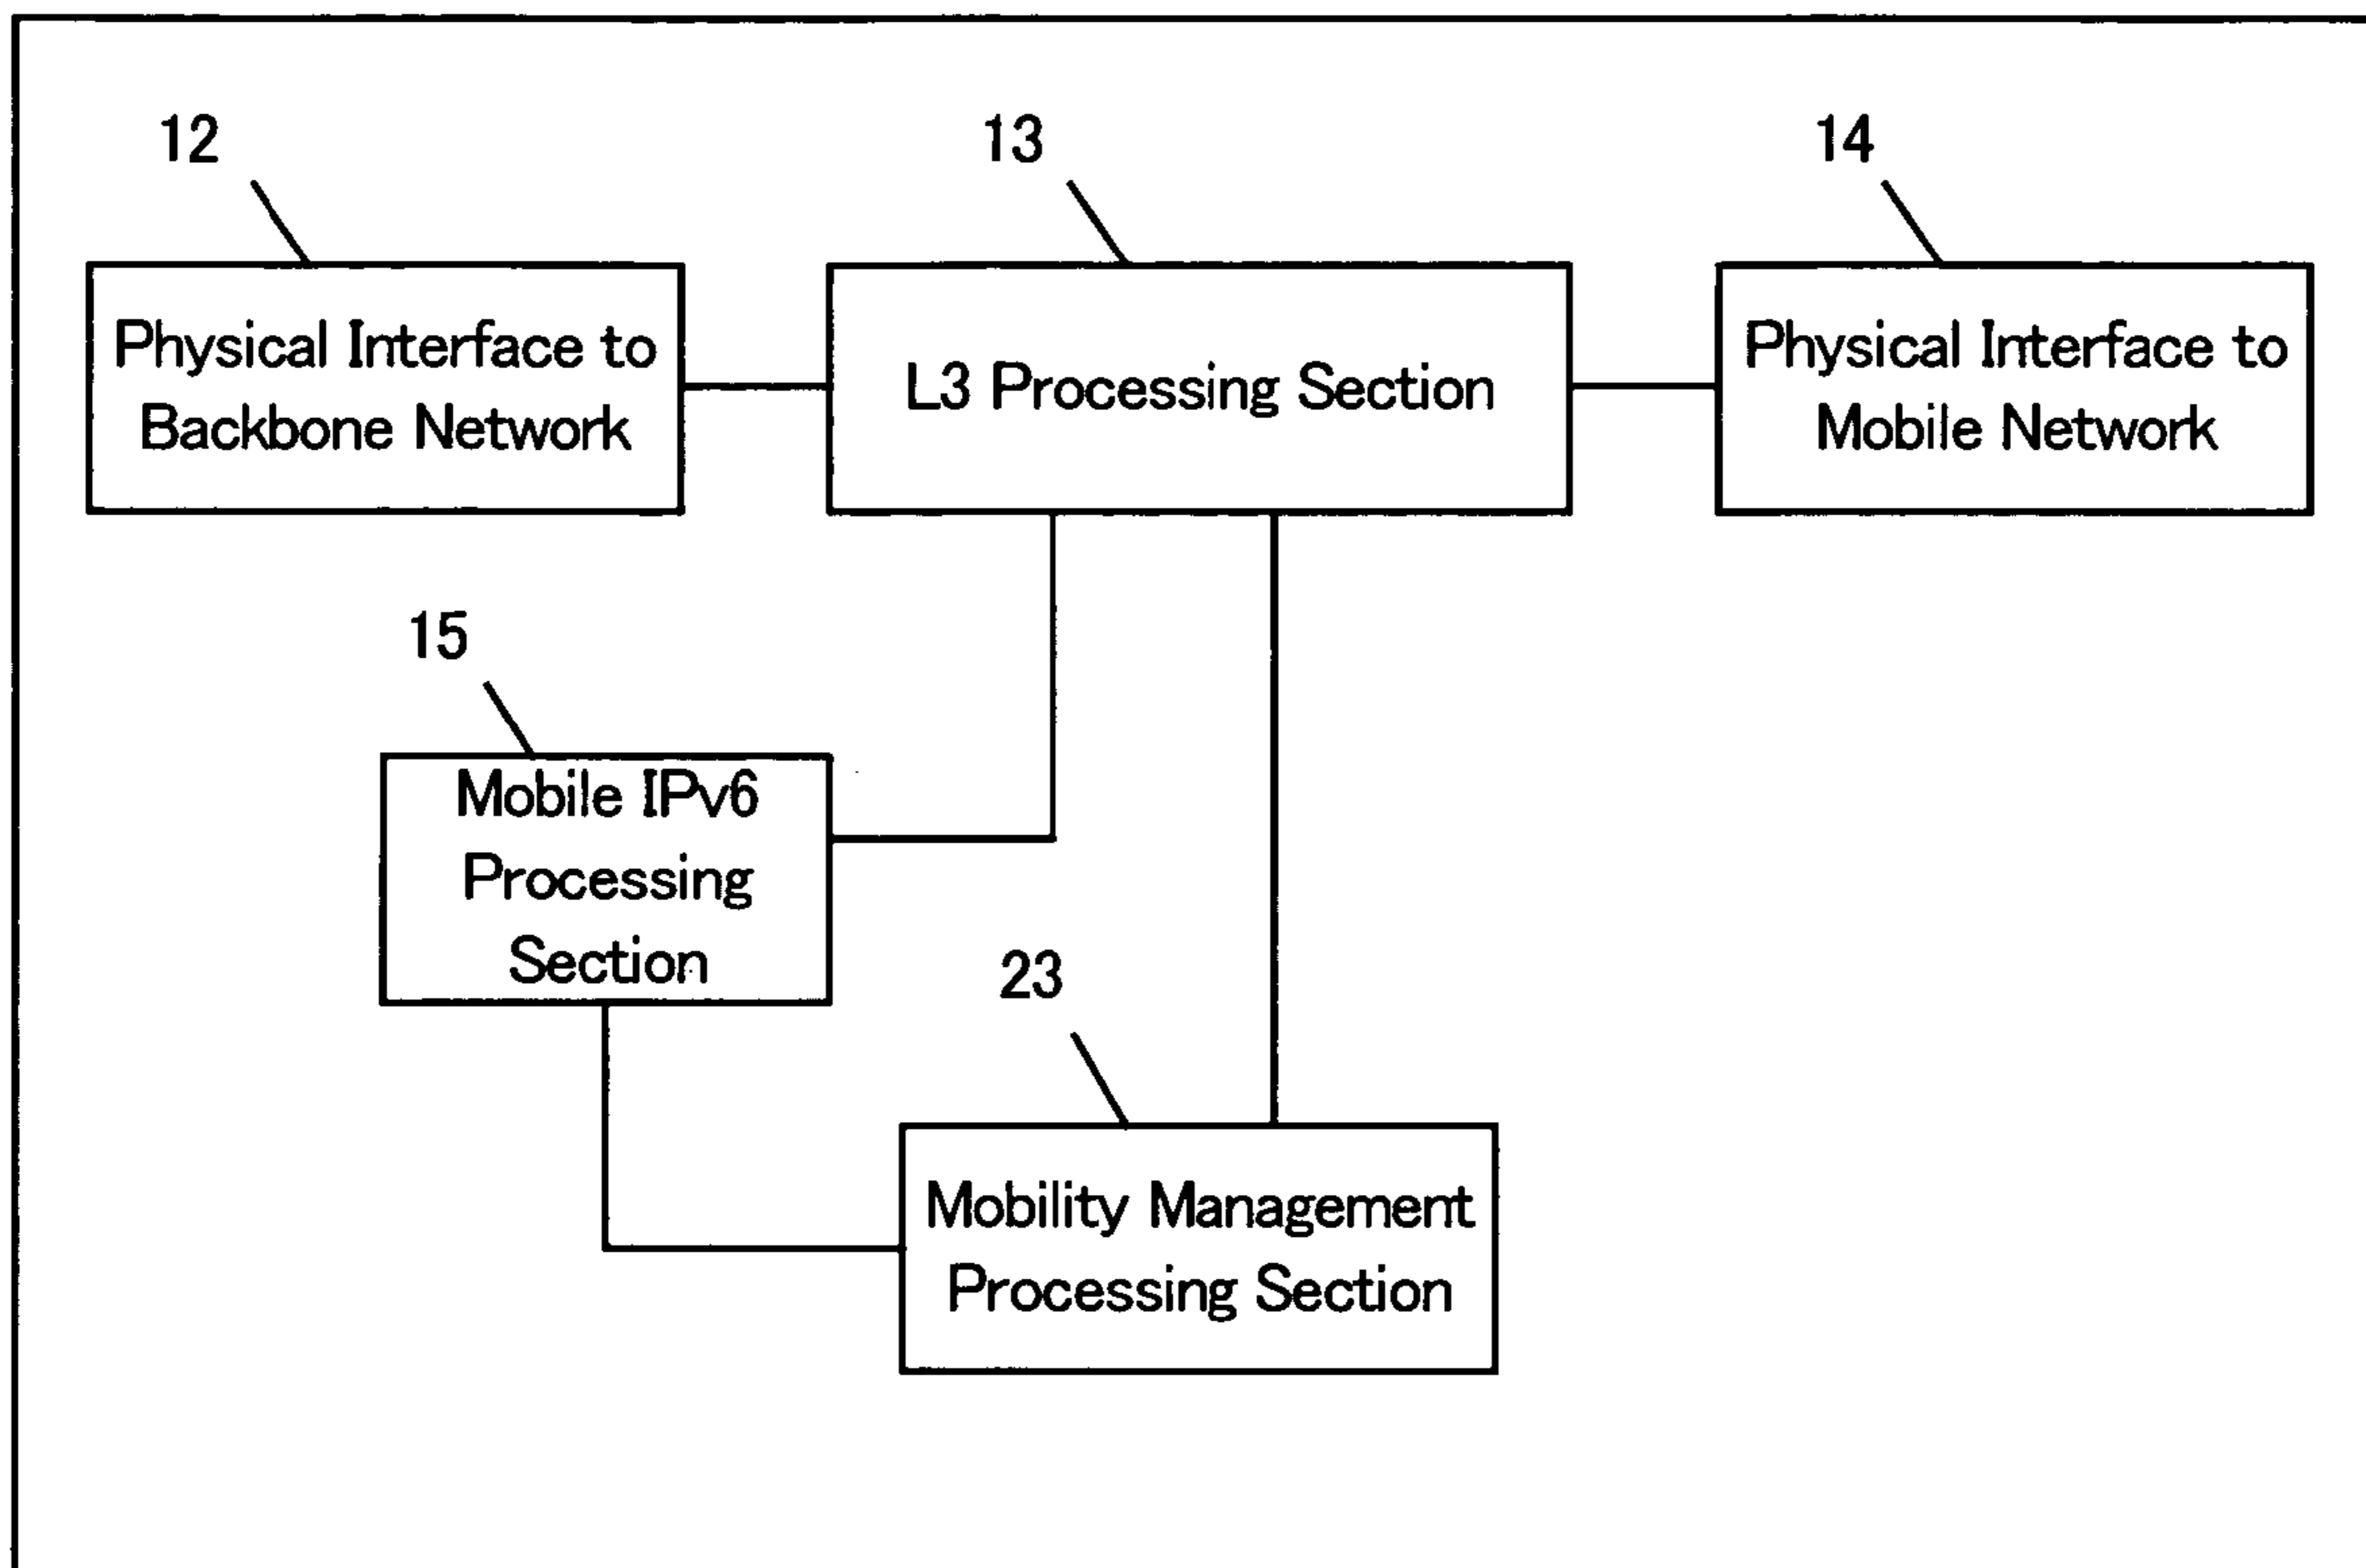 12
13
14
Physical Interface to
Backbone Network
L3 Processing Section
Physical Interface to
Mobile Network
15
Mobile IPv6
Processing
Section
23
Mobility Management
Processing Section